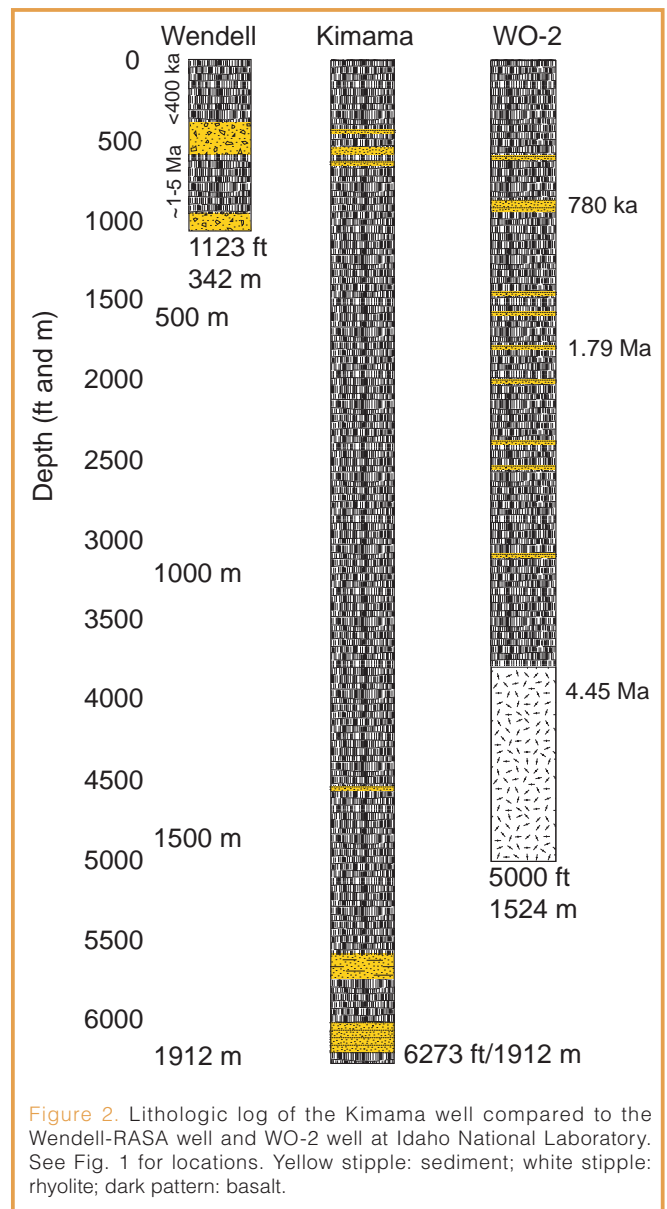 Wendell Kimama WO-2
0
<400 ka
500
~1-5 Ma
780 ka
1000
1123 ft
342 m
1500
500 m
1.79 Ma
2000
Depth (ft and m)
2500
3000
1000 m
3500
4000
4.45 Ma
4500
1500 m
5000
5000 ft
1524 m
5500
6000
1912 m
6273 ft/1912 m
Figure 2. Lithologic log of the Kimama well compared to the
Wendell-RASA well and WO-2 well at Idaho National Laboratory.
See Fig. 1 for locations. Yellow stipple: sediment; white stipple:
rhyolite; dark pattern: basalt.